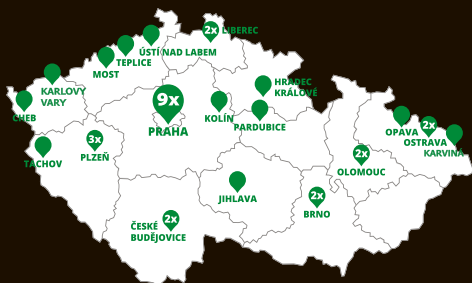 2x LIBEREC
ÚSTÍ NAD LABEM
TEPLICE
MOST
KARLOVY
VARY
CHEB
HRADEC
KRÁLOVÉ
9x
PRAHA
KOLÍN
PARDUBICE
TACHOV
3x
PLZEŇ
OPAVA
2x
OSTRAVA
KARVINÁ
2x
OLOMOUC
JIHLAVA
2x
BRNO
2x
ČESKÉ
BUDĚJOVICE